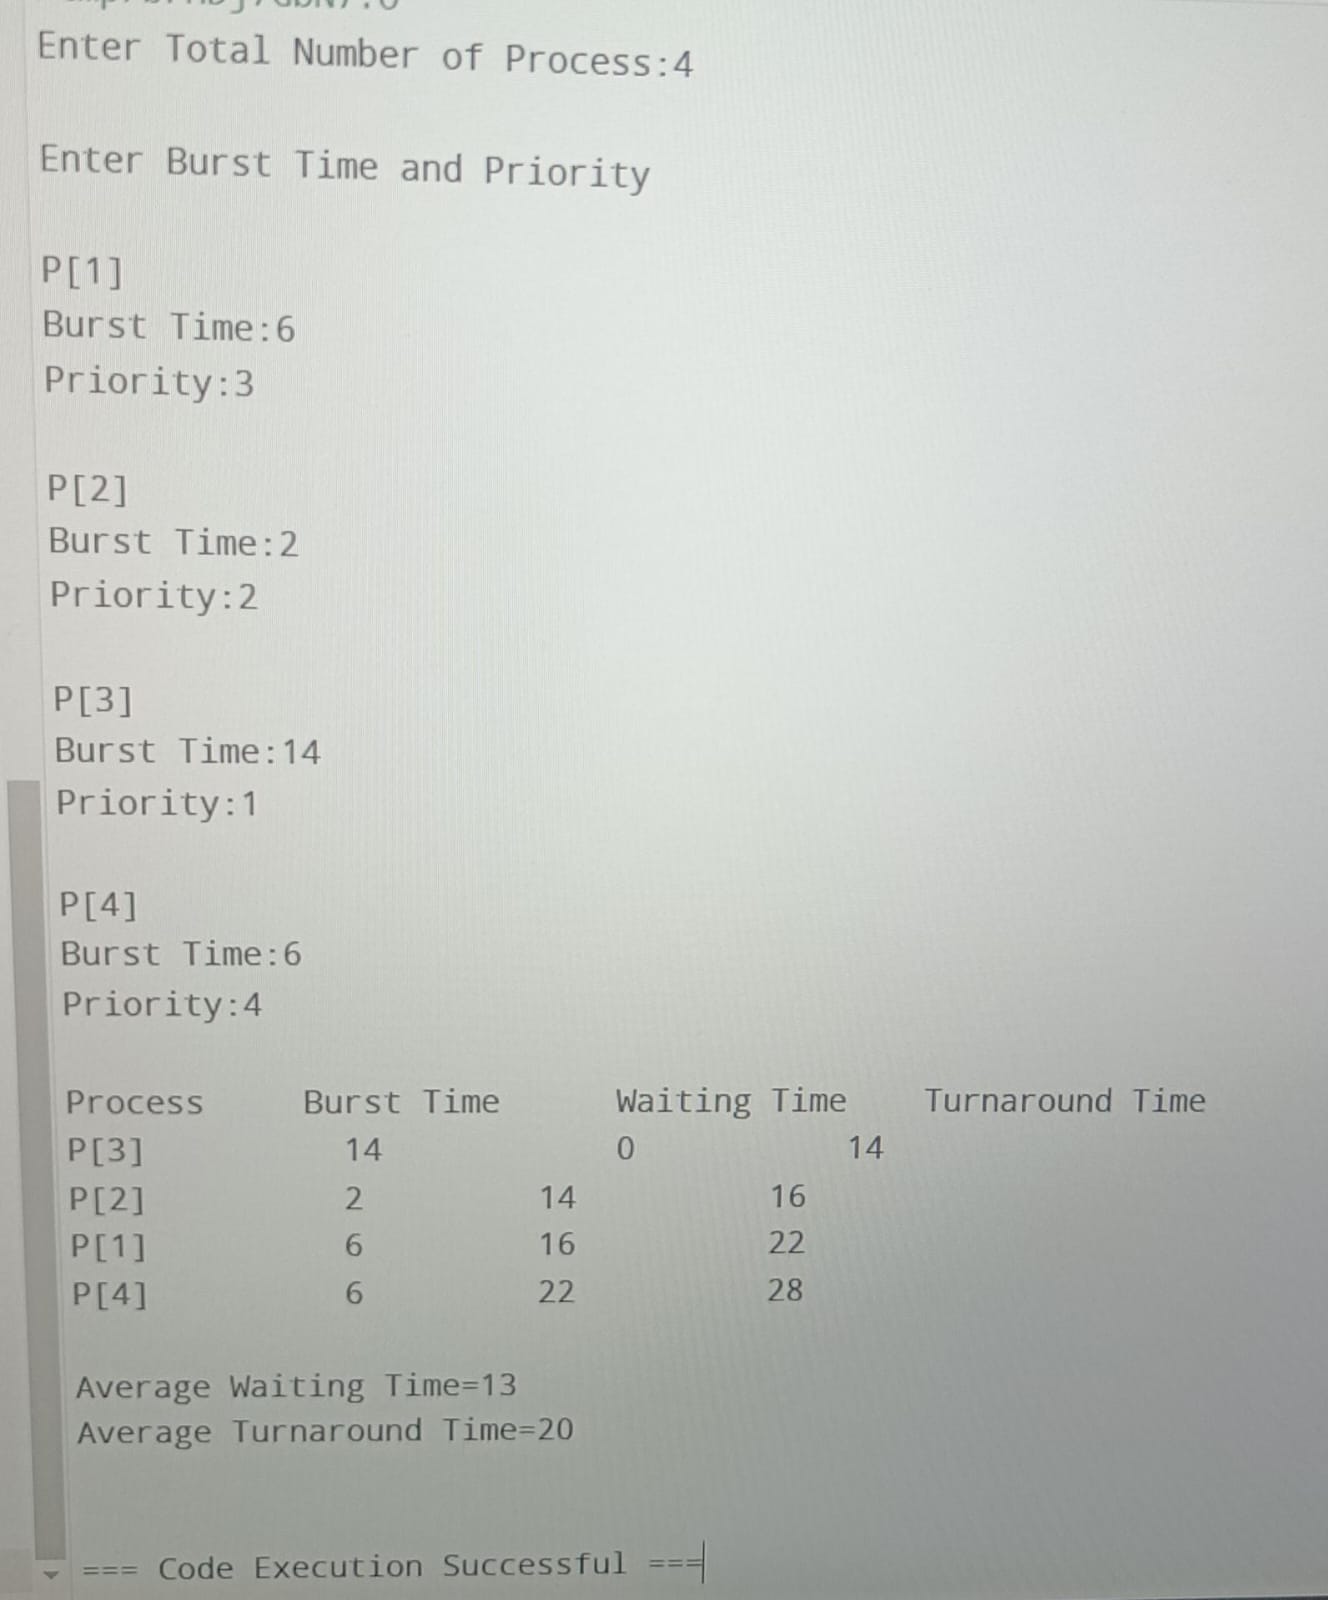 Enter Total Number of Process:4
Enter Burst Time and Priority
P[1]
Burst Time:6
Priority:3
P[2]
Burst Time:2
Priority:2
P[3]
Burst Time:14
Priority:1
P[4]
Burst Time:6
Priority:4
Process Burst Time Waiting Time Turnaround Time
P[3] 14 0 14
P[2] 2 14 16
P[1] 6 16 22
P[4] 6 22 28
Average Waiting Time=13
Average Turnaround Time=20
=== Code Execution Successful ===